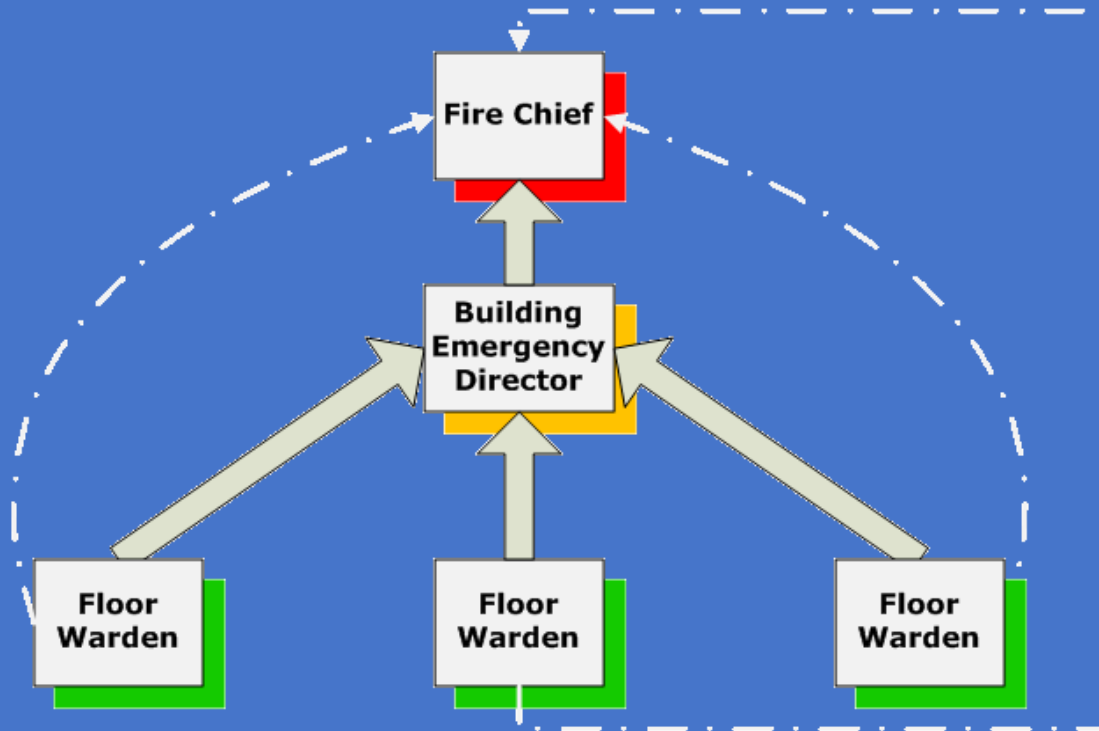 Fire Chief
Building
Emergency
Director
Floor
Warden
Floor
Warden
Floor
Warden